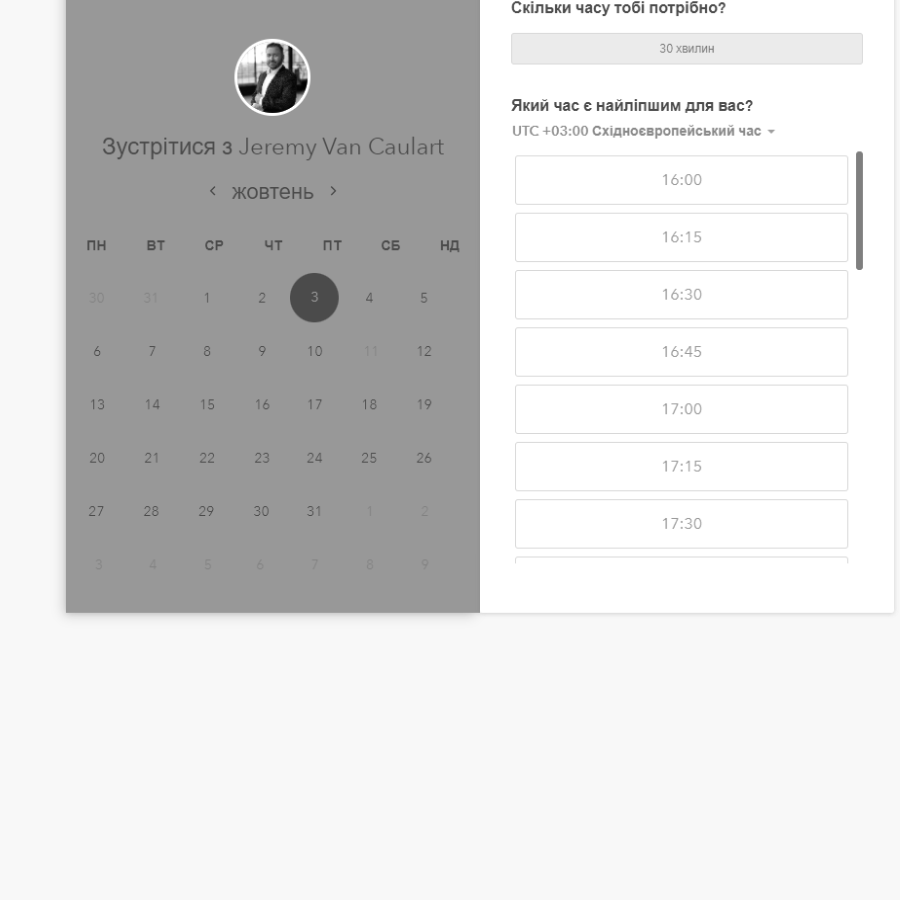 Зустрітися з Jeremy Van Caulart
жовтень
ПН ВТ СР ЧТ ПТ СБ НД
30 31 1 2 3 4 5
6 7 8 9 10 11 12
13 14 15 16 17 18 19
20 21 22 23 24 25 26
27 28 29 30 31 1 2
3 4 5 6 7 8 9
Скільки часу тобі потрібно?
30 хвилин
Який час є найліпшим для вас?
UTC +03:00 Східноєвропейський час
16:00
16:15
16:30
16:45
17:00
17:15
17:30